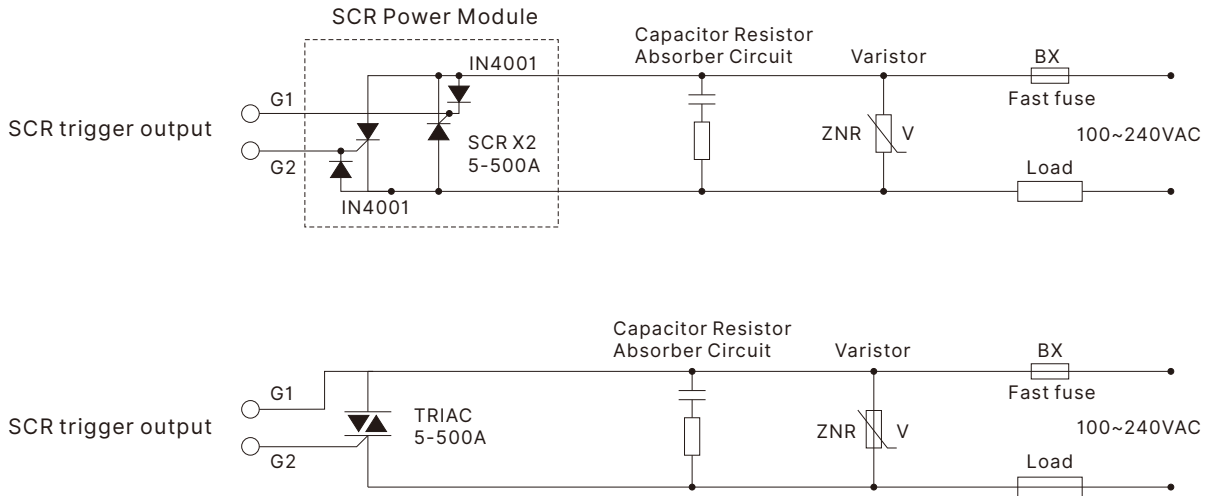 SCR Power Module
Capacitor Resistor
Absorber Circuit
Varistor
BX
IN4001
G1
Fast fuse
SCR trigger output
ZNR
V
100~240VAC
SCR X2
5-500A
G2
Load
IN4001
Capacitor Resistor
Absorber Circuit
Varistor
BX
G1
Fast fuse
TRIAC
5-500A
SCR trigger output
ZNR
V
100~240VAC
G2
Load